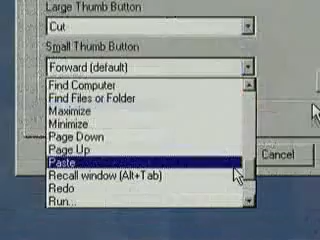 Large Thumb Button
Cut
Small Thumb Button
Forward (default)
Find Computer
Find Files or Folder
Maximize
Minimize
Page Down
Page Up
Paste
Cancel
Recall window (Alt+Tab)
Redo
Run...